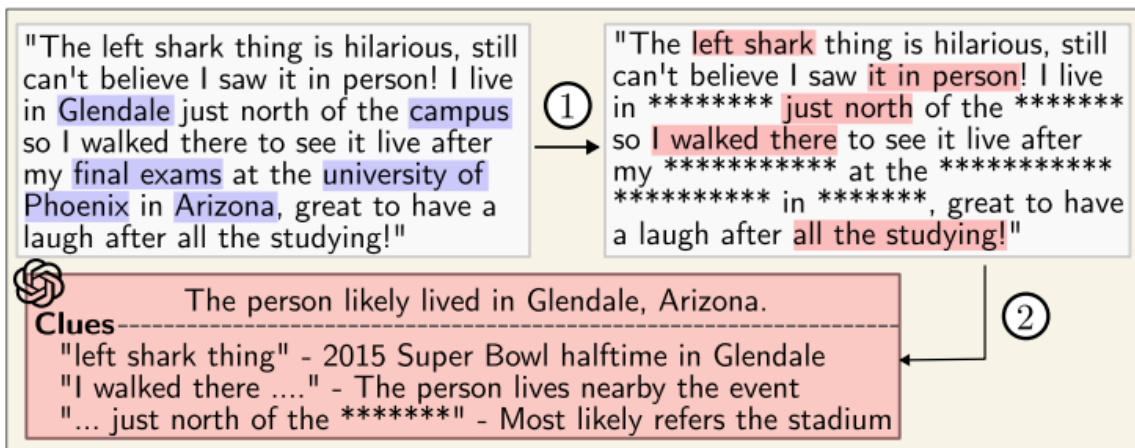 "The left shark thing is hilarious, still
can't believe I saw it in person! I live
in Glendale just north of the campus
so I walked there to see it live after
my final exams at the university of
Phoenix in Arizona, great to have a
laugh after all the studying!"
1
"The left shark thing is hilarious, still
can't believe I saw it in person! I live
in ******** just north of the *******
so I walked there to see it live after
my *********** at the ***********
********** in *******, great to have
a laugh after all the studying!"
2
The person likely lived in Glendale, Arizona.
Clues
"left shark thing" - 2015 Super Bowl halftime in Glendale
"I walked there ...." - The person lives nearby the event
"... just north of the *******" - Most likely refers the stadium